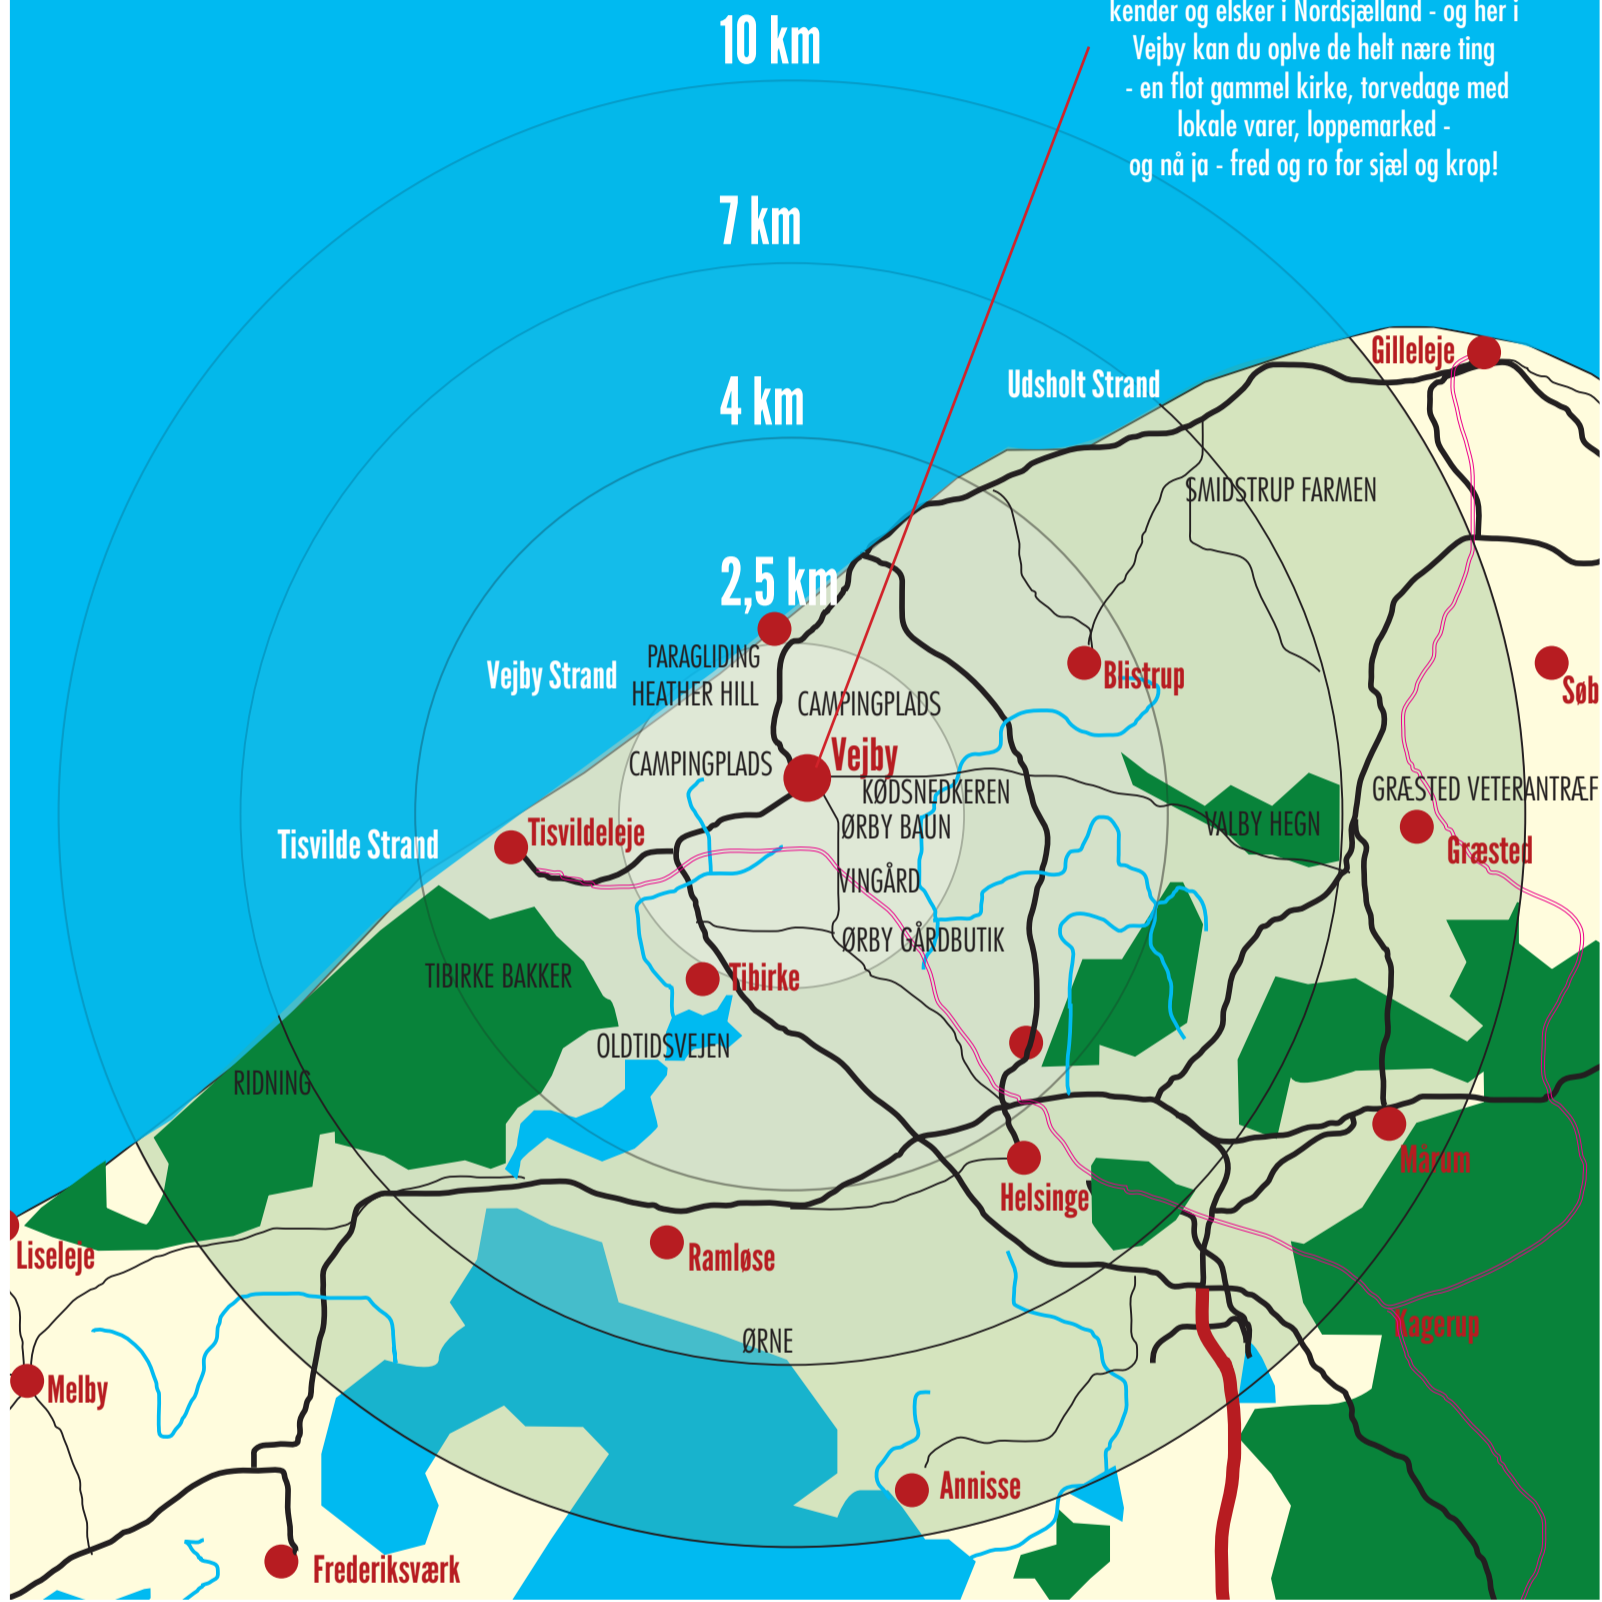 kender og elsker i Nordsjælland - og her i
Vejby kan du oplve de helt nære ting
- en flot gammel kirke, torvedage med
lokale varer, loppemarked -
og nå ja - fred og ro for sjæl og krop!
10 km
7 km
4 km
2,5 km
Gilleleje
Udsholt Strand
SMIDSTRUP FARMEN
PARAGLIDING
HEATHER HILL
Vejby Strand
Blistrup
Søb
CAMPINGPLADS
CAMPINGPLADS
Vejby
KØDSNEDKEREN
GRÆSTED VETERANTRÆF
ØRBY BAUN
VALBY HEGN
Tisvilde Strand
Tisvildeleje
Græsted
VINGÅRD
ØRBY GÅRDBUTIK
TIBIRKE BAKKER
Tibirke
OLDTIDSVEJEN
RIDNING
Mårum
Helsinge
Liseleje
Ramløse
Kagerup
ØRNE
Melby
Annisse
Frederiksværk